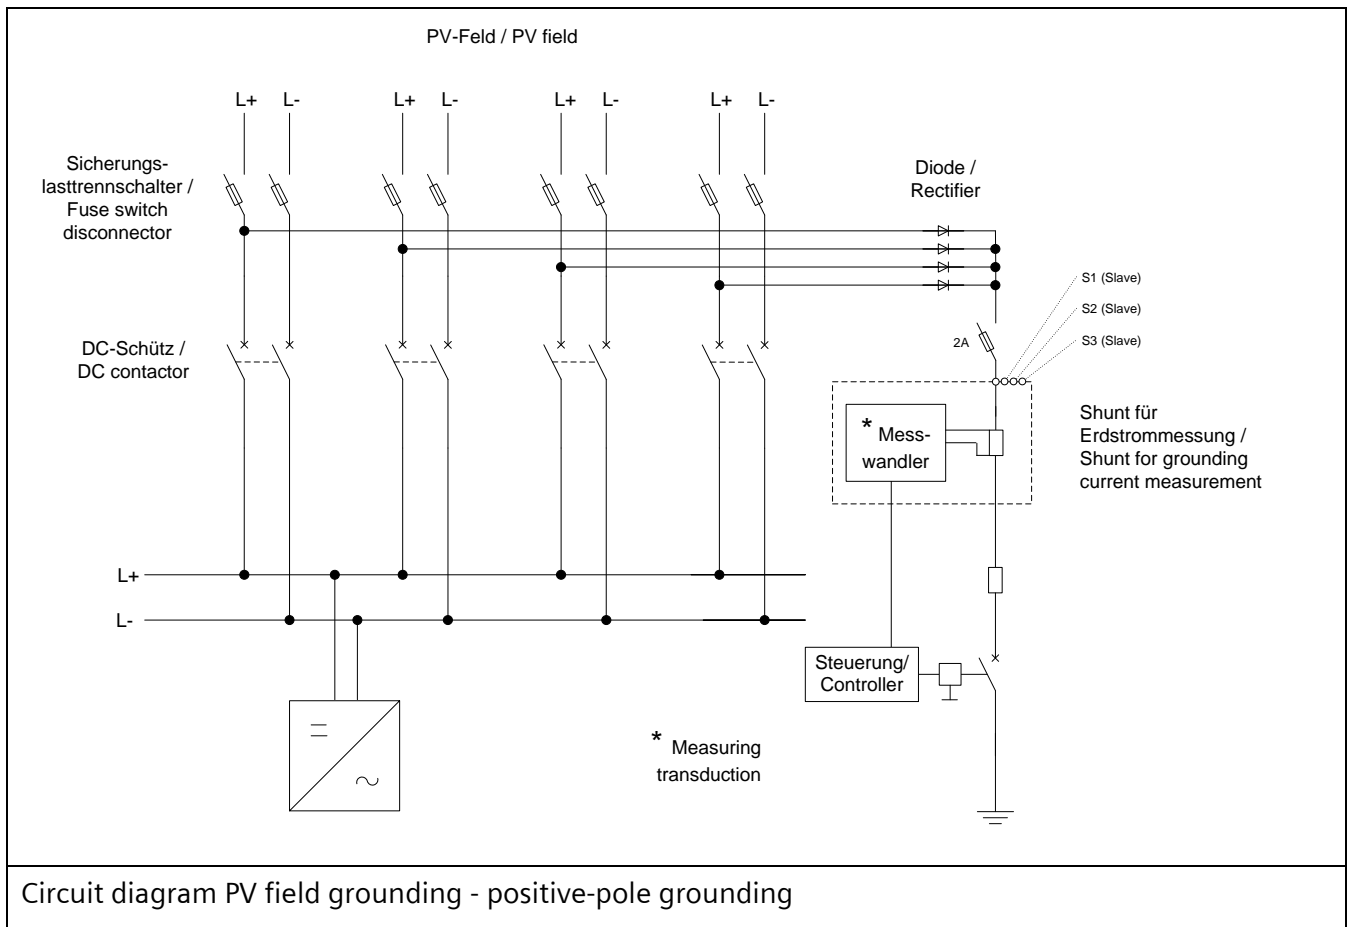 PV-Feld / PV field
L+ L- L+ L- L+ L- L+ L-
Sicherungs-
lasttrennschalter /
Fuse switch
disconnector
Diode /
Rectifier
S1 (Slave)
S2 (Slave)
S3 (Slave)
2A
DC-Schütz /
DC contactor
* Mess-
wandler
Shunt für
Erdstrommessung /
Shunt for grounding
current measurement
L+
L-
Steuerung/
Controller
* Measuring
transduction
Circuit diagram PV field grounding - positive-pole grounding